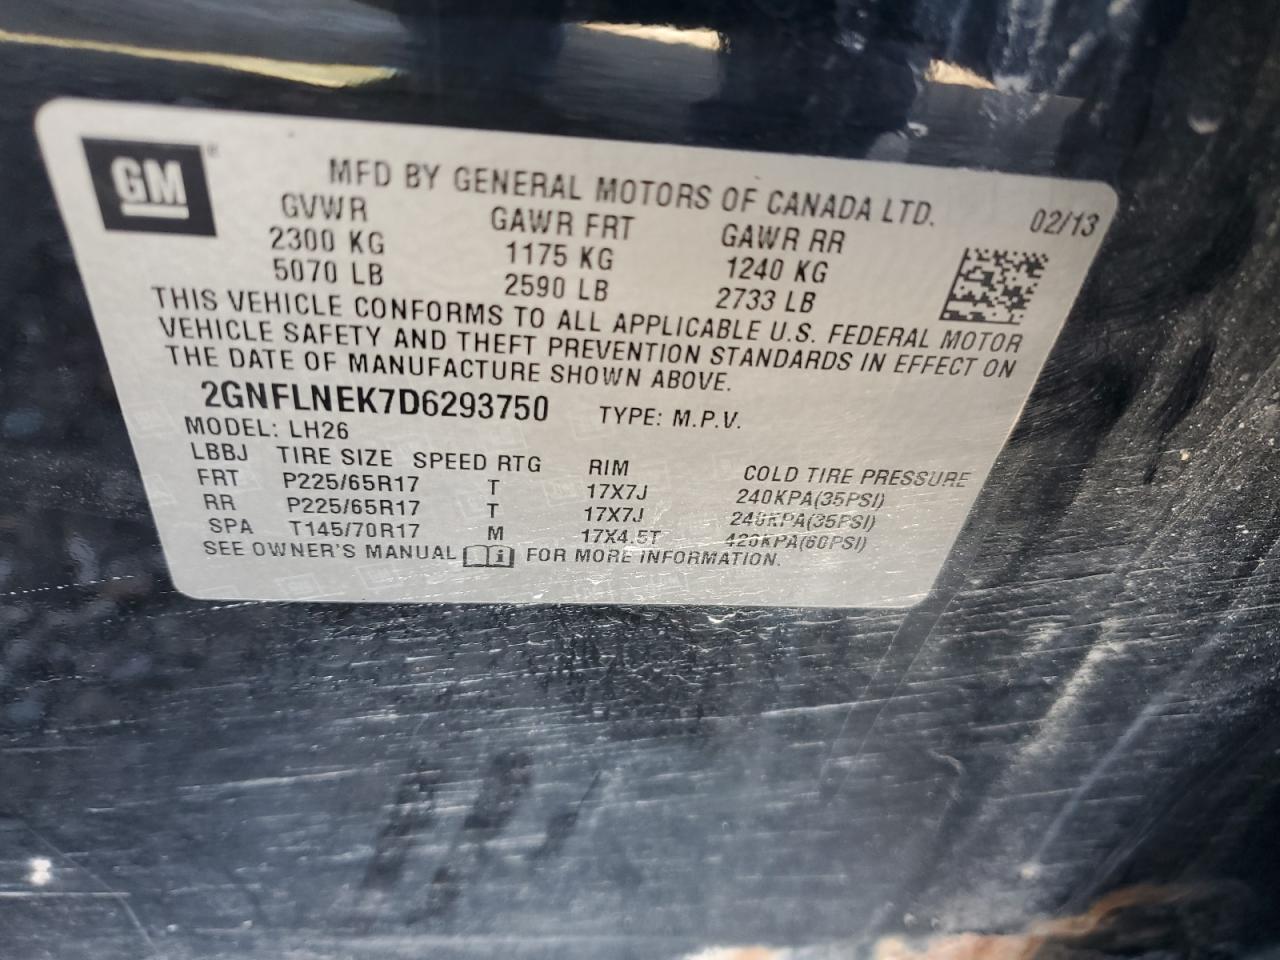 GM®
MFD BY GENERAL MOTORS OF CANADA LTD.
02/13
GVWR GAWR FRT GAWR RR
2300 KG 1175 KG 1240 KG
5070 LB 2590 LB 2733 LB
THIS VEHICLE CONFORMS TO ALL APPLICABLE U.S. FEDERAL MOTOR
VEHICLE SAFETY AND THEFT PREVENTION STANDARDS IN EFFECT ON
THE DATE OF MANUFACTURE SHOWN ABOVE.
2GNFLNEK7D6293750 TYPE: M.P.V.
MODEL: LH26
LBBJ TIRE SIZE SPEED RTG RIM COLD TIRE PRESSURE
FRT P225/65R17 T 17X7J 240KPA(35PSI)
RR P225/65R17 T 17X7J 240KPA(35PSI)
SPA T145/70R17 M 17X4.5T 420KPA(60PSI)
SEE OWNER'S MANUAL FOR MORE INFORMATION.